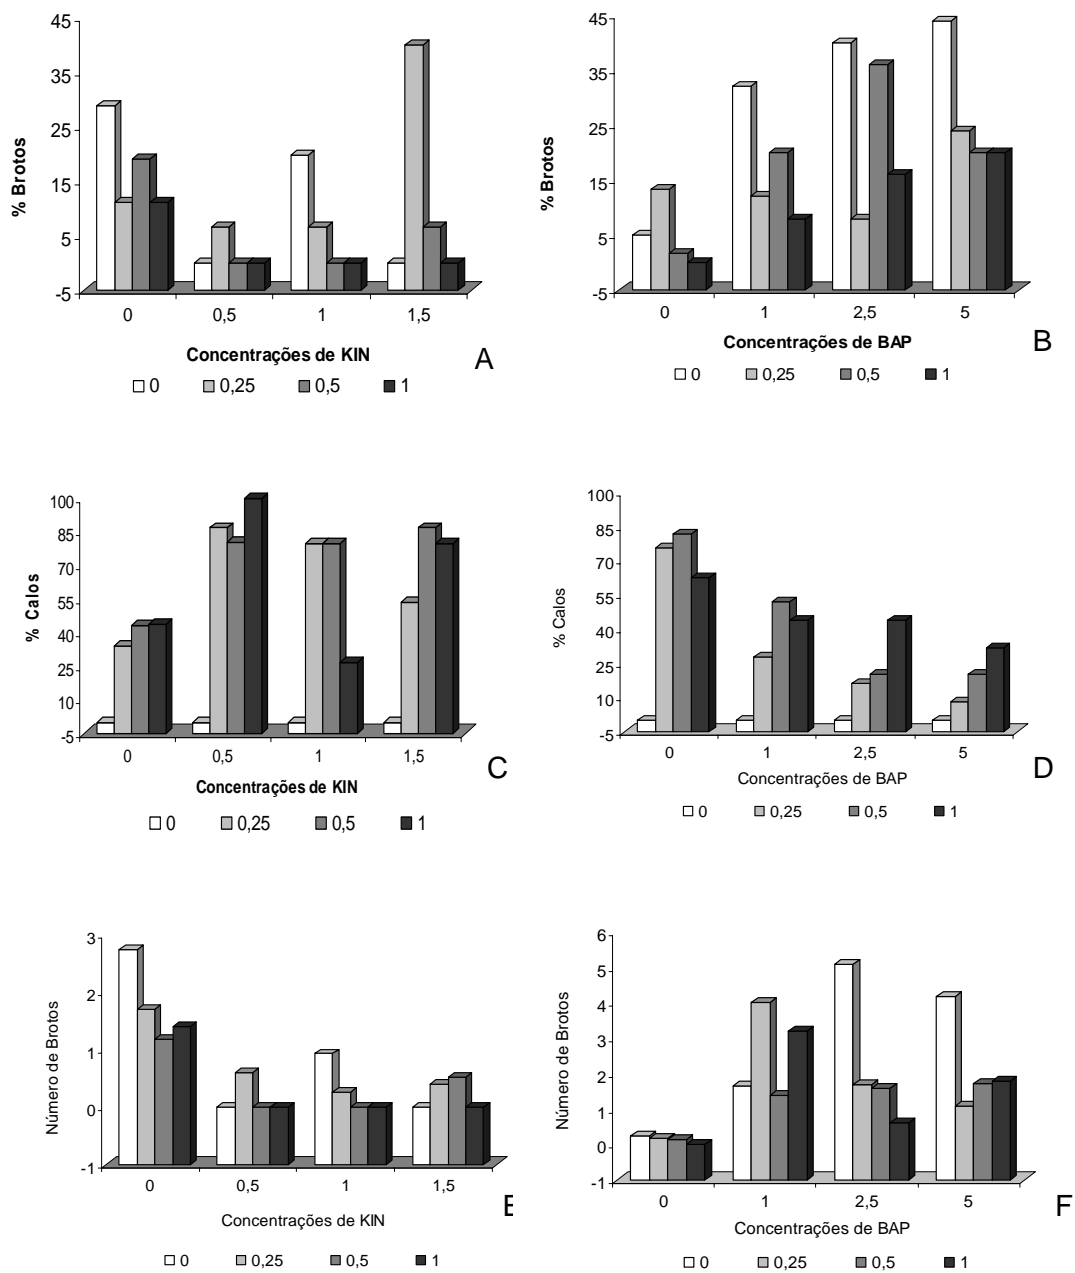 45
35
25
15
5
-5
% Brotos
0 0,5 1 1,5
Concentrações de KIN
A
0 0,25 0,5 1
45
35
25
15
5
-5
% Brotos
0 1 2,5 5
Concentrações de BAP
B
0 0,25 0,5 1
100
85
70
55
40
25
10
-5
% Calos
0 0,5 1 1,5
Concentrações de KIN
C
0 0,25 0,5 1
100
85
70
55
40
25
10
-5
% Calos
0 1 2,5 5
Concentrações de BAP
D
0 0,25 0,5 1
3
2
1
0
-1
Número de Brotos
0 0,5 1 1,5
Concentrações de KIN
E
0 0,25 0,5 1
6
5
4
3
2
1
0
-1
Número de Brotos
0 1 2,5 5
Concentrações de BAP
F
0 0,25 0,5 1